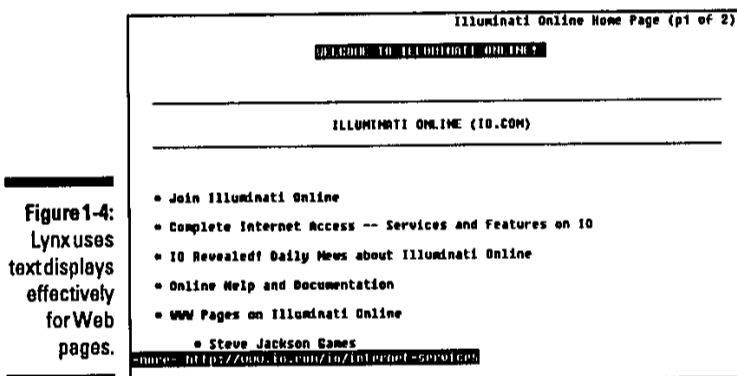 Illuminati Online Home Page (p1 of 2)
WELCOME TO ILLUMINATI ONLINE!
ILLUMINATI ONLINE (IO.COM)
* Join Illuminati Online
* Complete Internet Access -- Services and Features on IO
* IO Revealed! Daily News about Illuminati Online
* Online Help and Documentation
* WWW Pages on Illuminati Online
* Steve Jackson Games
-more- http://www.io.com/io/internet-services
Figure 1-4:
Lynx uses
text displays
effectively
for Web
pages.